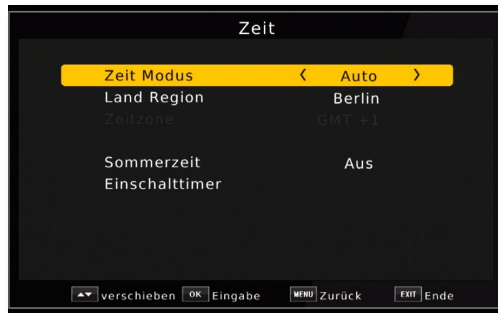 Zeit
Zeit Modus < Auto >
Land Region Berlin
Zeitzone GMT +1
Sommerzeit Aus
Einschalttimer
▲▼ verschieben OK Eingabe MENU Zurück EXIT Ende